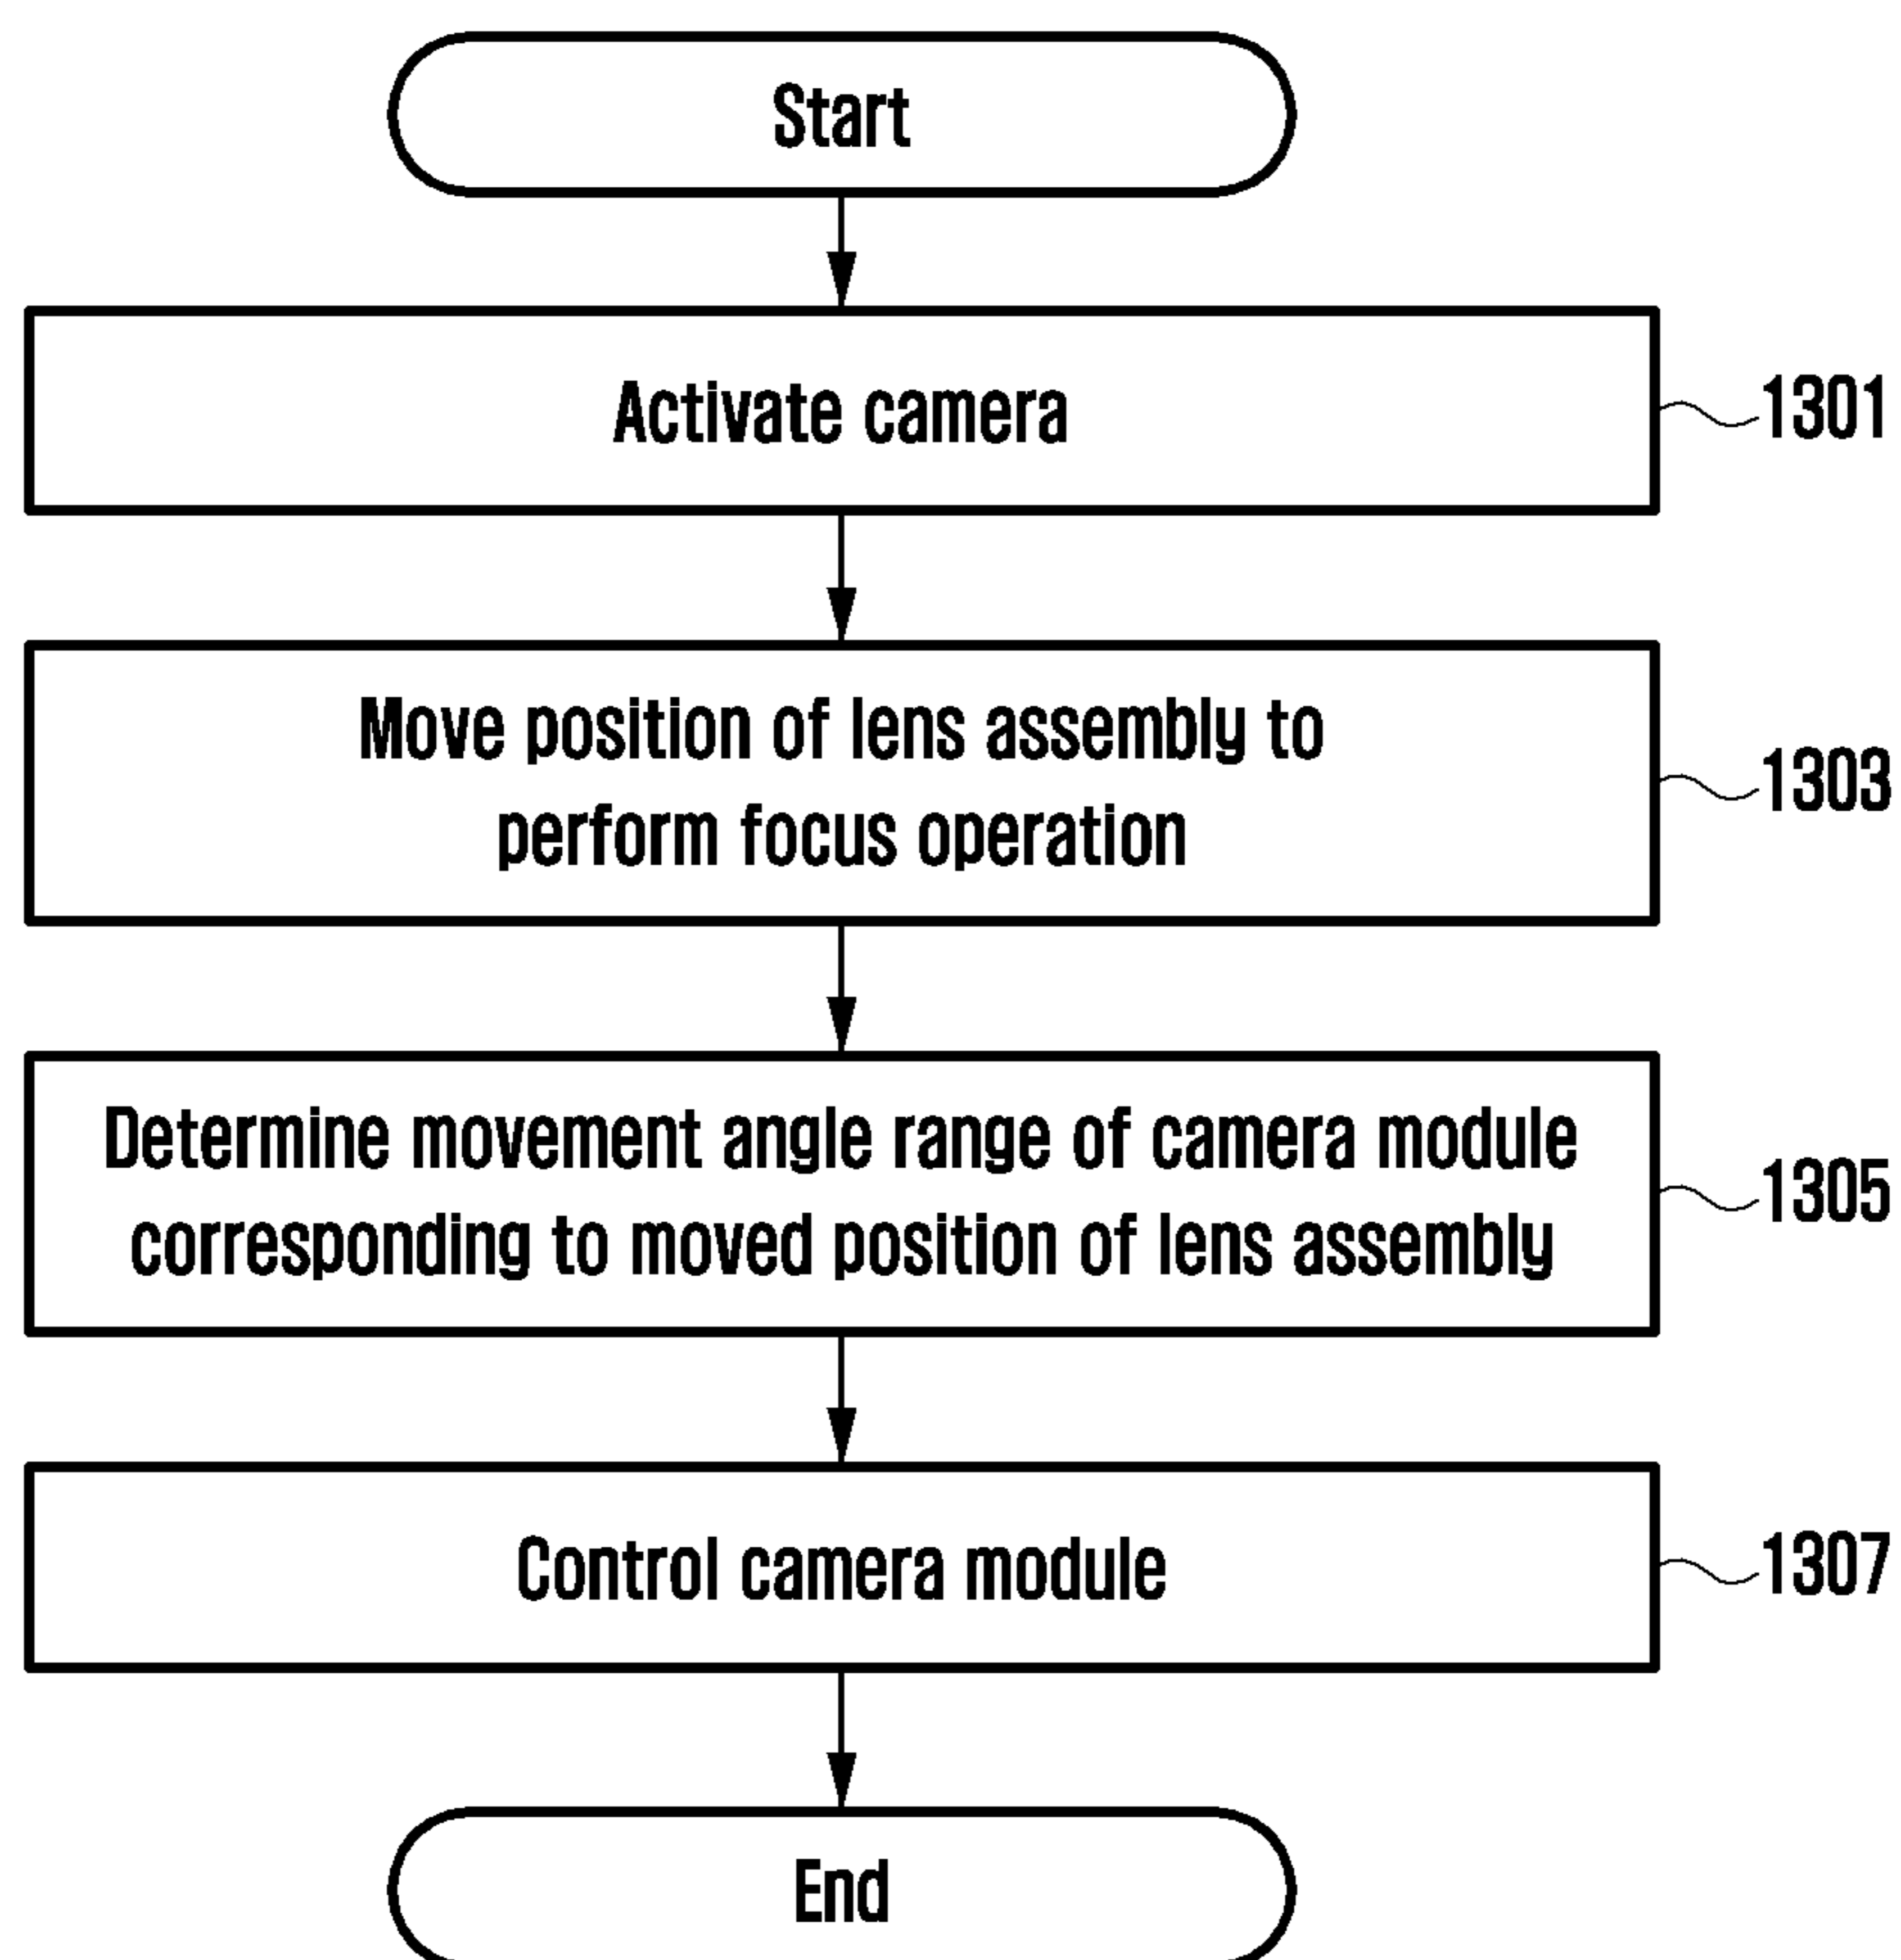 Start
Activate camera
1301
Move position of lens assembly to
perform focus operation
1303
Determine movement angle range of camera module
corresponding to moved position of lens assembly
1305
Control camera module
1307
End